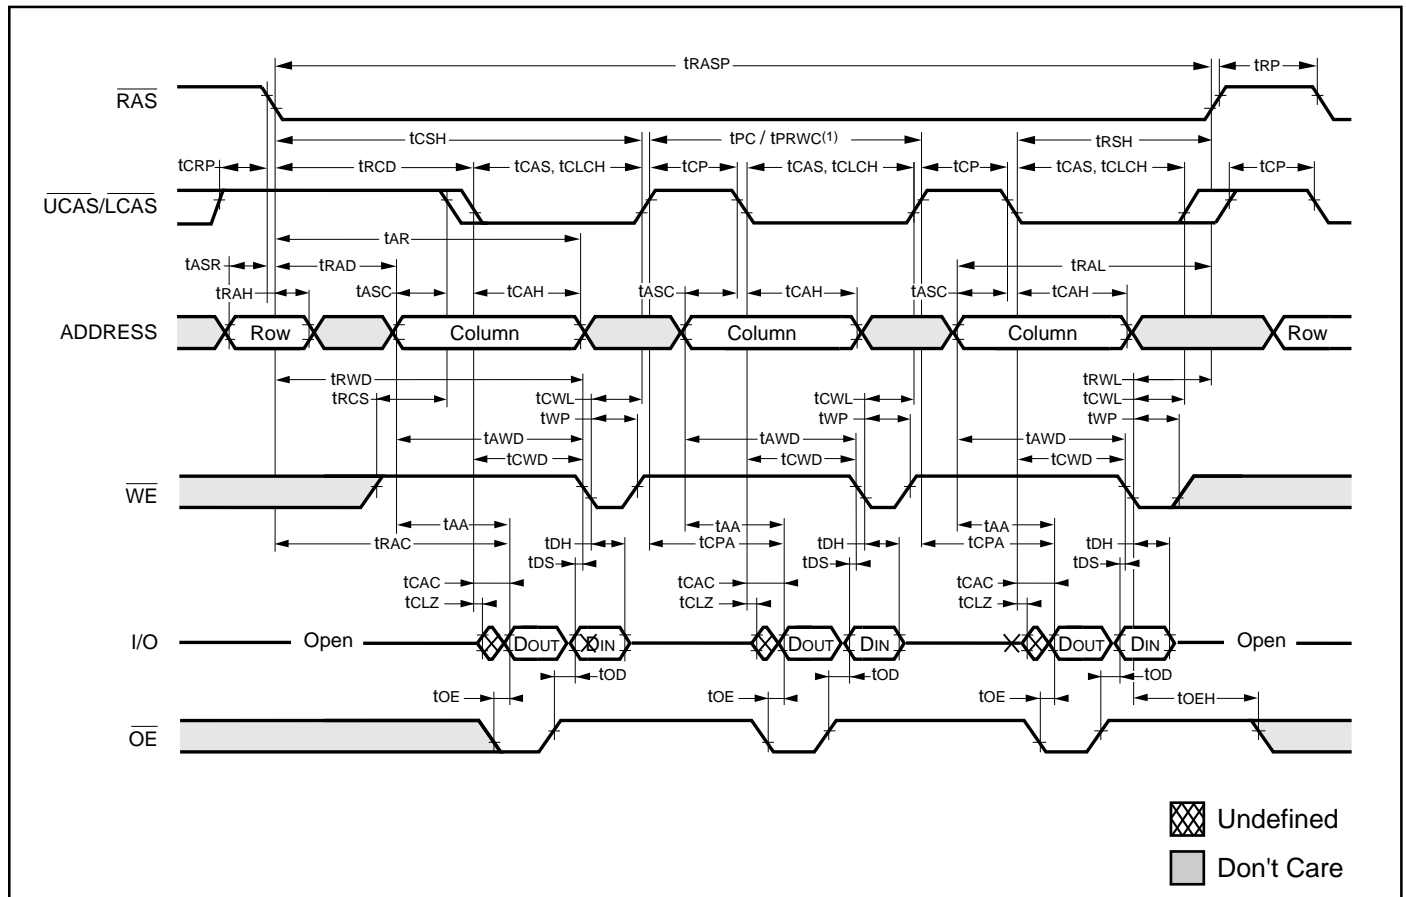 tRASP
tRP
RAS
tCSH
tPC / tPRWC(1)
tRSH
tCRP
tRCD
tCAS, tCLCH
tCP
tCAS, tCLCH
tCP
tCAS, tCLCH
tCP
UCAS/LCAS
tAR
tASR
tRAD
tRAL
tRAH
tASC
tCAH
tASC
tCAH
tASC
tCAH
ADDRESS
Row
Column
Column
Column
Row
tRWD
tRWL
tRCS
tCWL
tCWL
tCWL
tWP
tWP
tWP
tAWD
tAWD
tAWD
tCWD
tCWD
tCWD
WE
tAA
tAA
tAA
tRAC
tDH
tCPA
tDH
tCPA
tDH
tDS
tDS
tDS
tCAC
tCAC
tCAC
tCLZ
tCLZ
tCLZ
I/O
Open
DOUT
DIN
DOUT
DIN
DOUT
DIN
Open
tOD
tOD
tOD
tOE
tOE
tOE
tOEH
OE
Undefined
Don't Care